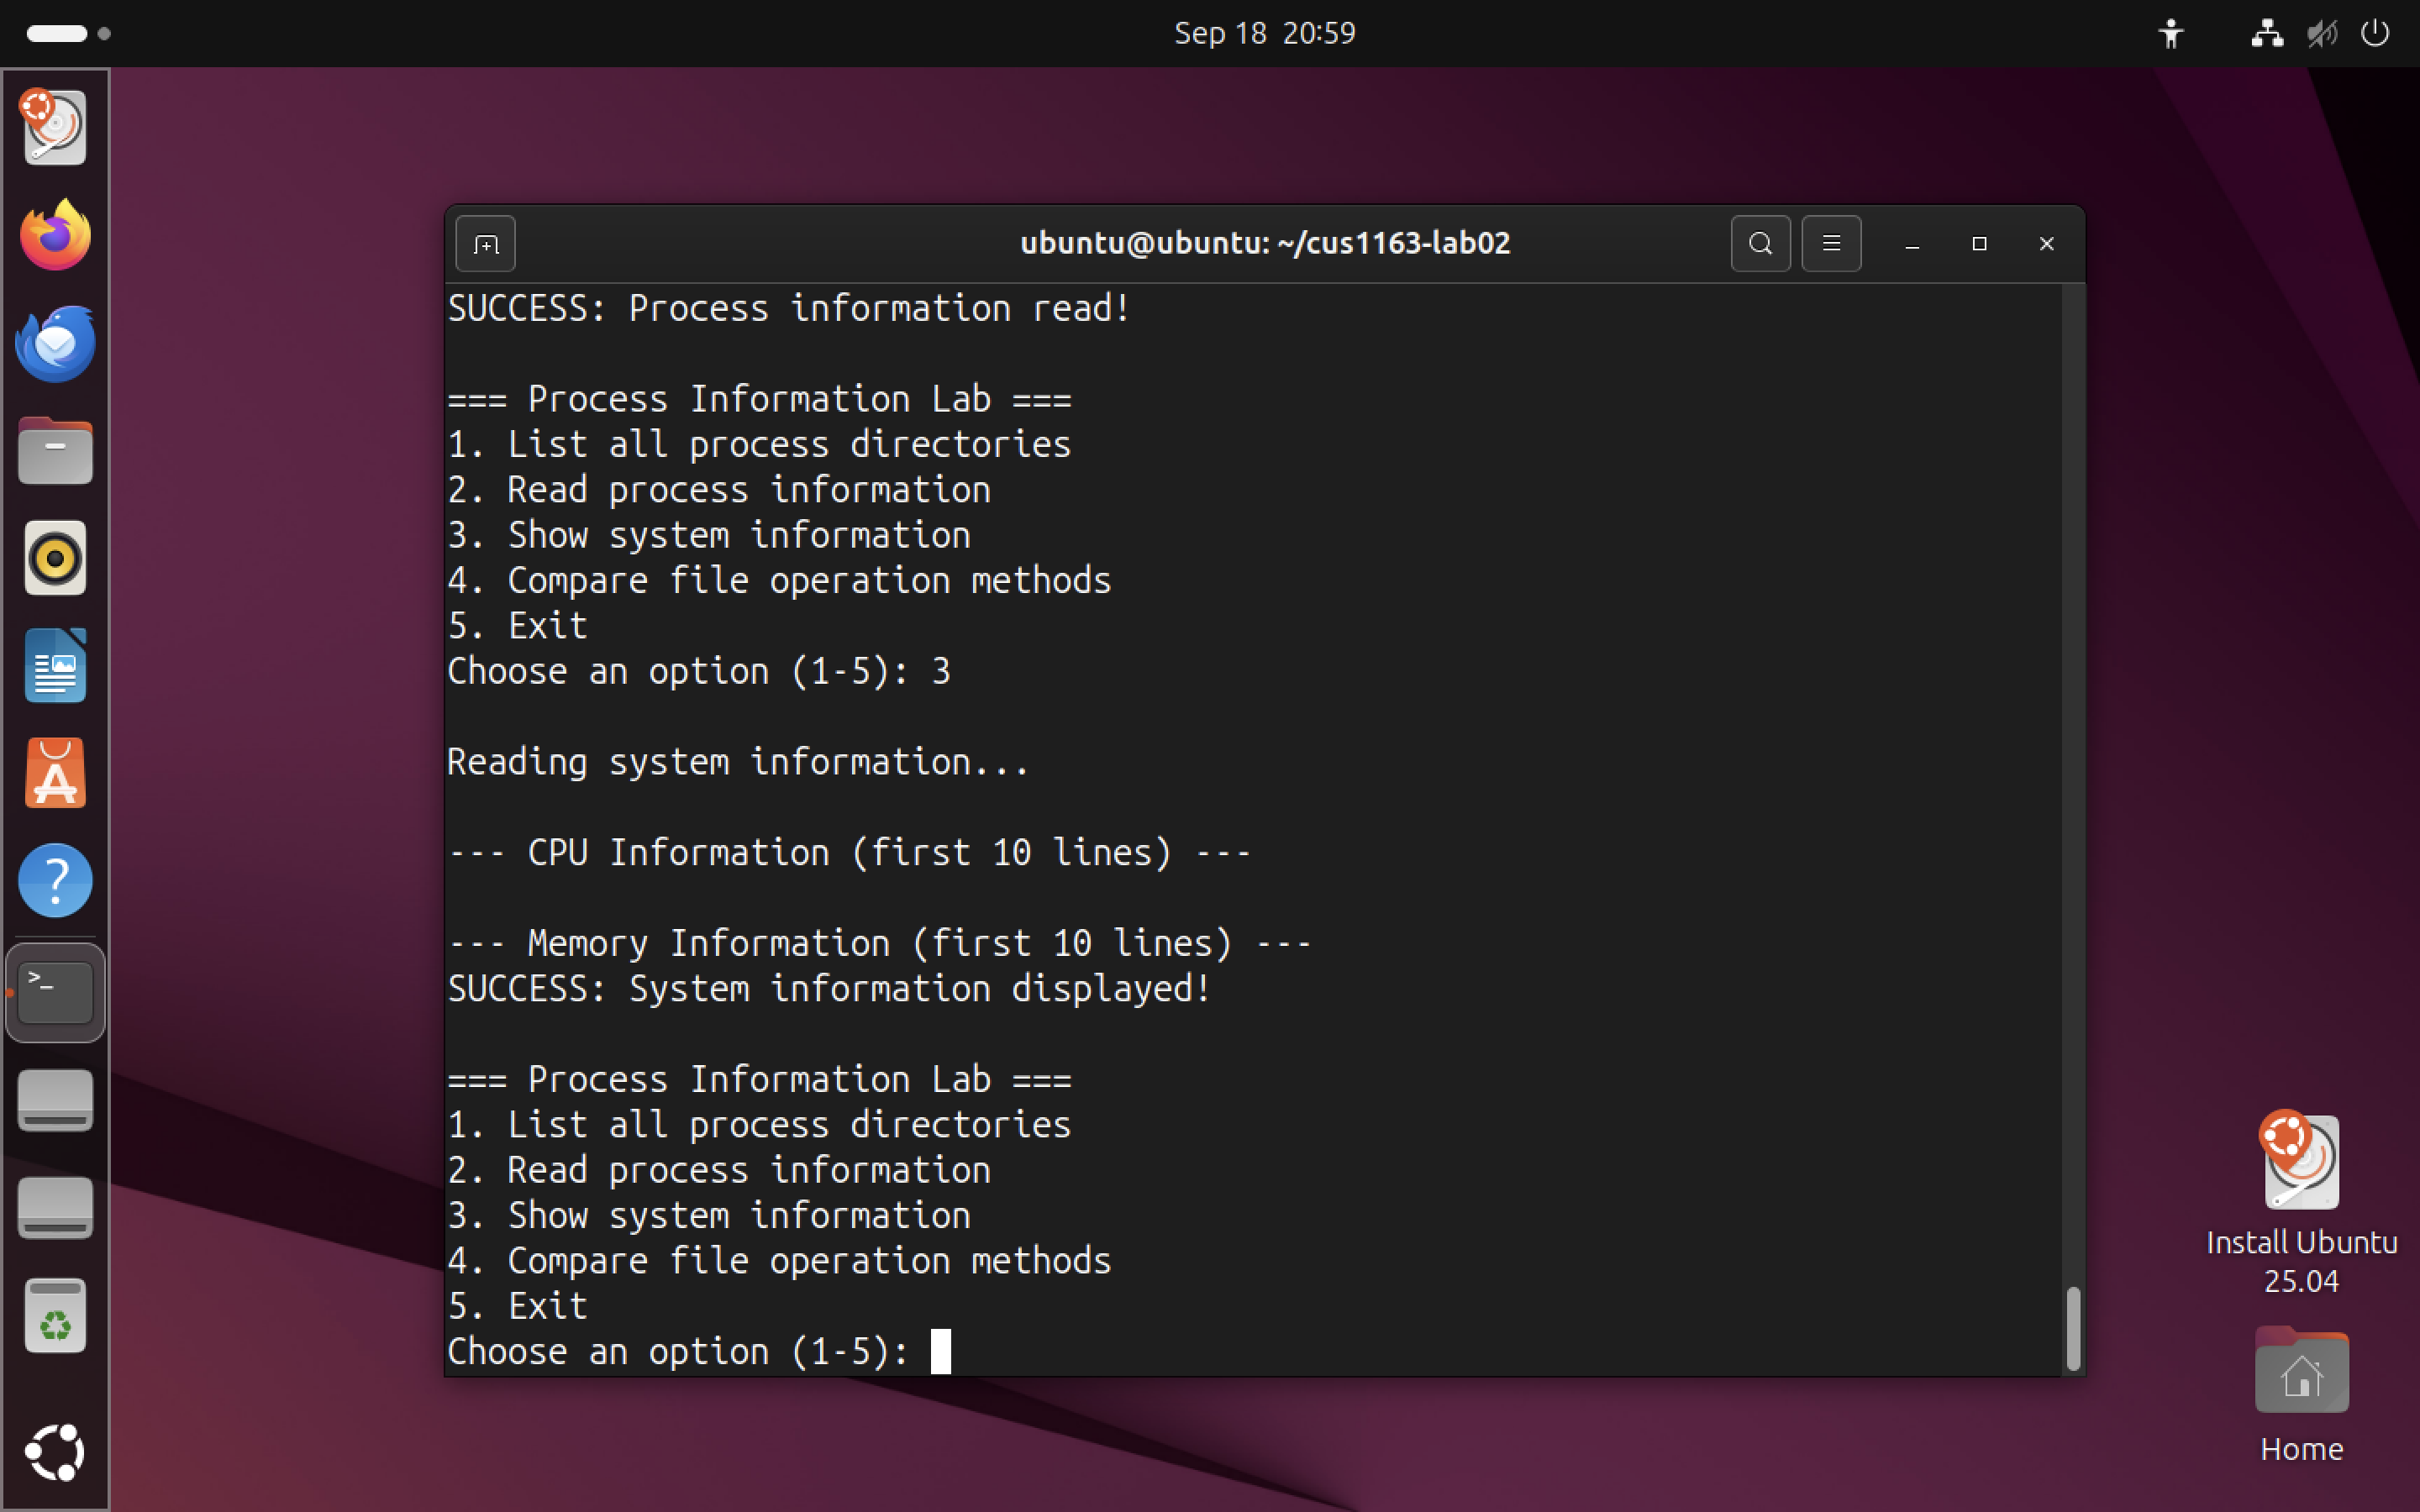 Sep 18 20:59
ubuntu@ubuntu: ~/cus1163-lab02
SUCCESS: Process information read!
=== Process Information Lab ===
1. List all process directories
2. Read process information
3. Show system information
4. Compare file operation methods
5. Exit
Choose an option (1-5): 3
Reading system information...
--- CPU Information (first 10 lines) ---
--- Memory Information (first 10 lines) ---
SUCCESS: System information displayed!
=== Process Information Lab ===
1. List all process directories
2. Read process information
3. Show system information
4. Compare file operation methods
5. Exit
Choose an option (1-5):
Install Ubuntu
25.04
Home